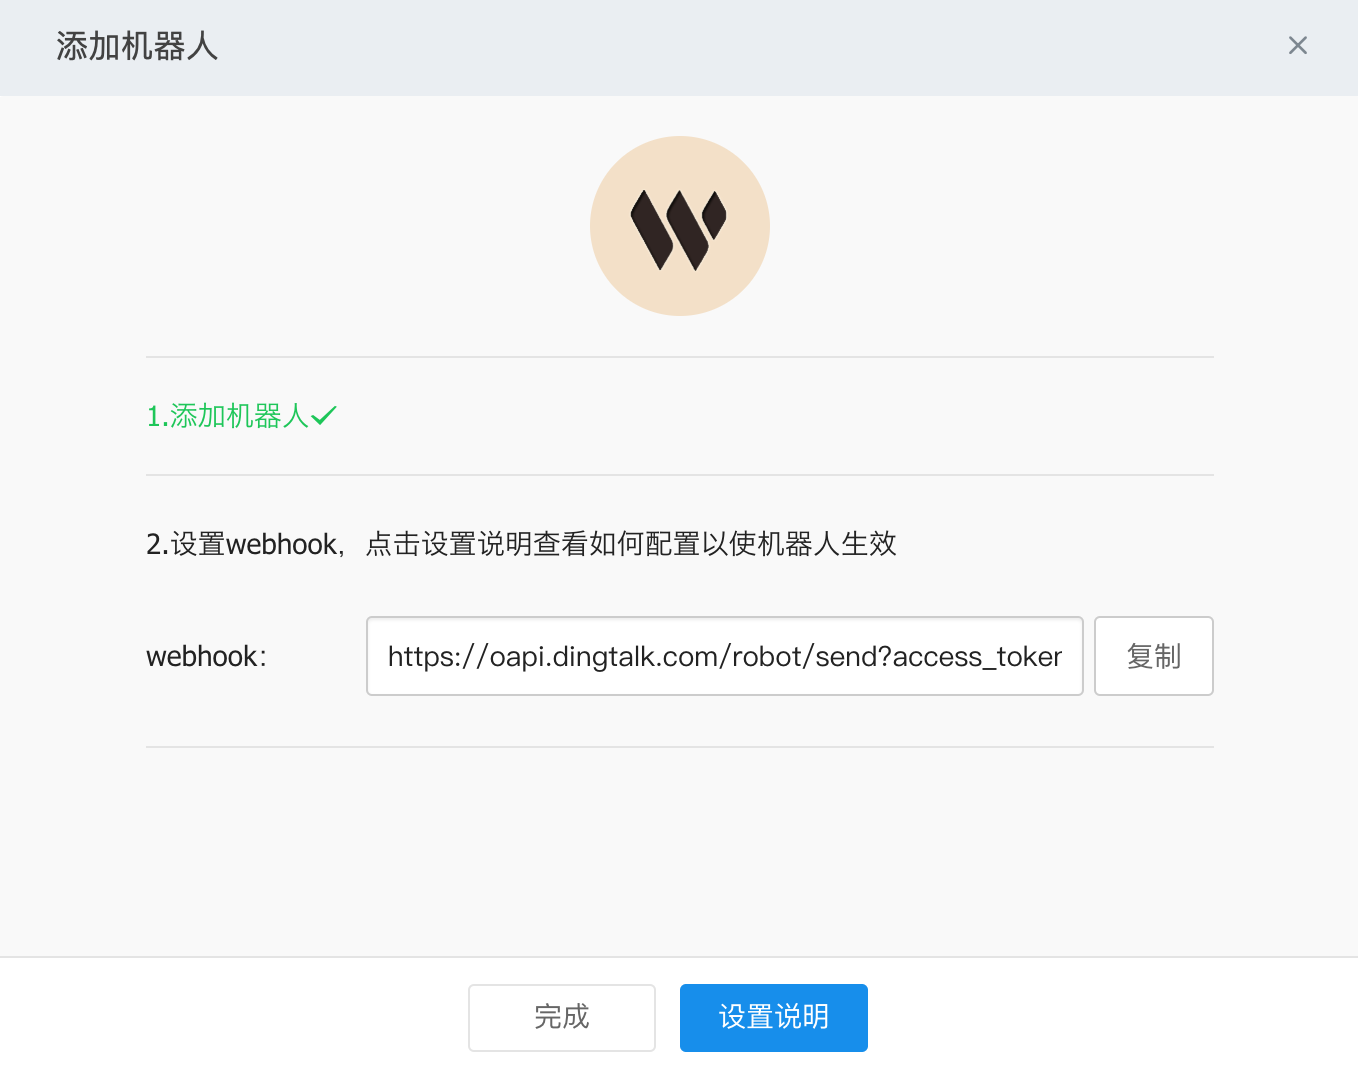 添加机器人
1.添加机器人
2.设置webhook，点击设置说明查看如何配置以使机器人生效
webhook：
https://oapi.dingtalk.com/robot/send?access_token
复制
完成
设置说明